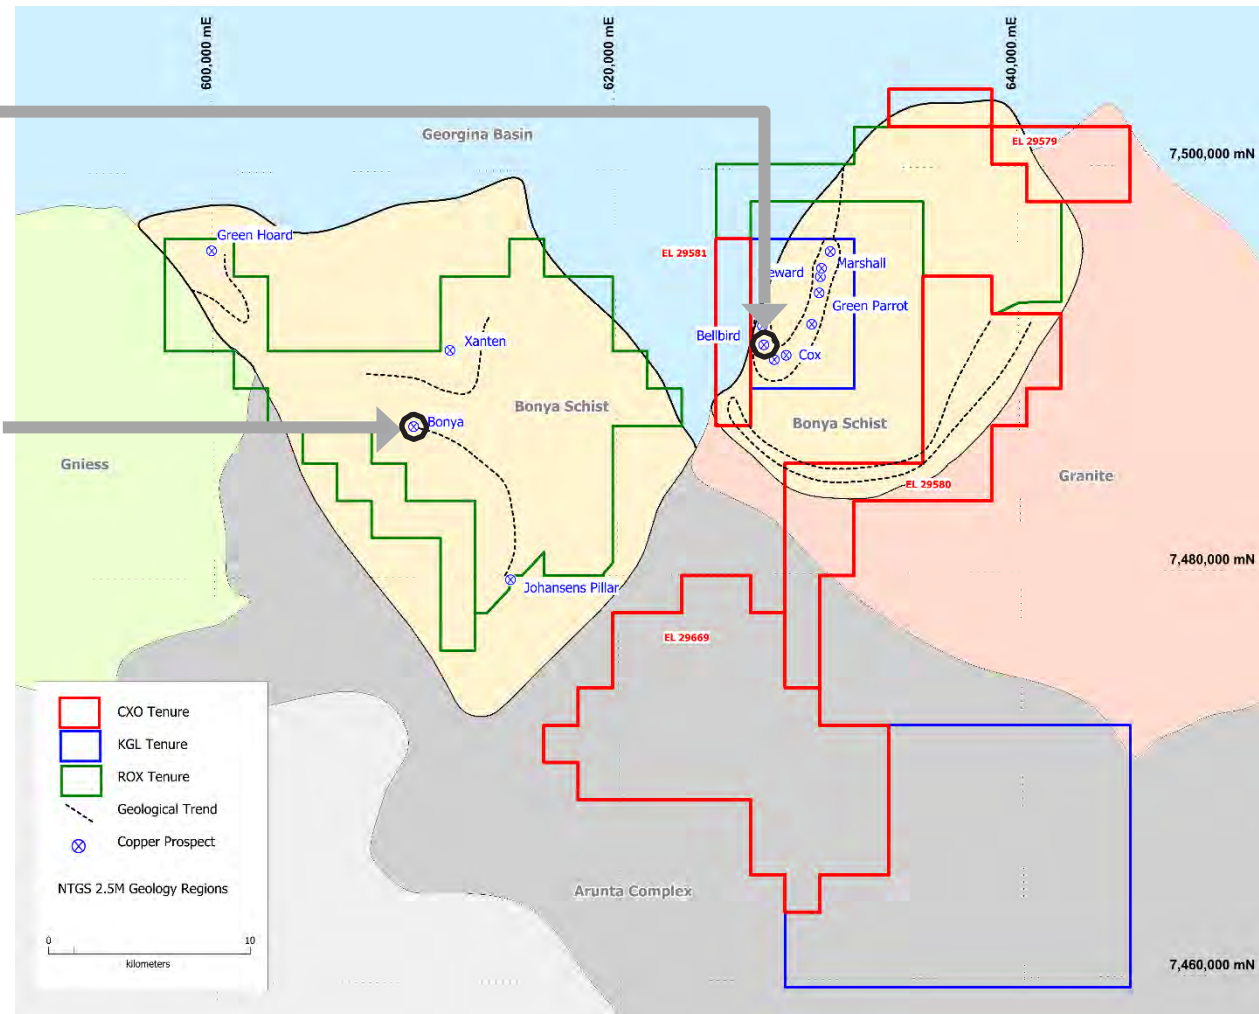 600,000 mE
620,000 mE
640,000 mE
Georgina Basin
EL 29579
7,500,000 mN
Green Hoard
EL 29581
Marshall
eward
Green Parrot
Bellbird
Xanten
Cox
Bonya Schist
Bonya
Bonya Schist
Gniess
Granite
EL 29580
7,480,000 mN
Johansens Pillar
EL 29669
CXO Tenure
KGL Tenure
ROX Tenure
Geological Trend
Copper Prospect
NTGS 2.5M Geology Regions
Arunta Complex
0 10
kilometers
7,460,000 mN